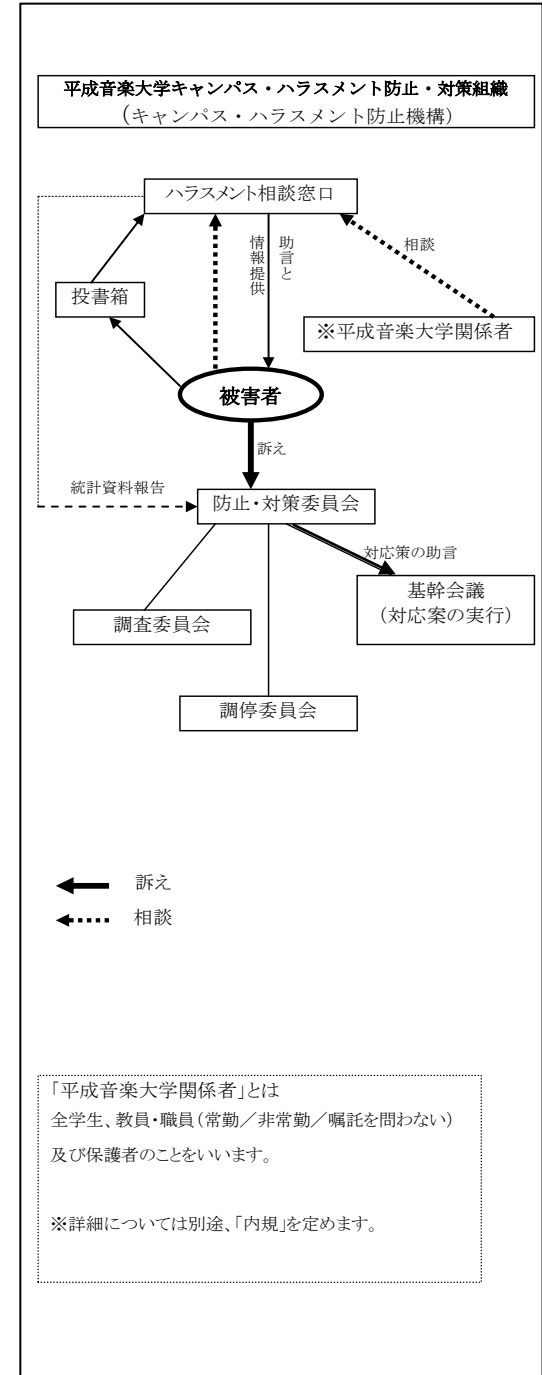 平成音楽大学キャンパス・ハラスメント防止・対策組織
(キャンパス・ハラスメント防止機構)
ハラスメント相談窓口
助言と
情報提供
相談
投書箱
※平成音楽大学関係者
被害者
訴え
統計資料報告
防止・対策委員会
対応策の助言
基幹会議
(対応案の実行)
調査委員会
調停委員会
訴え
相談
「平成音楽大学関係者」とは
全学生、教員・職員(常勤/非常勤/嘱託を問わない)
及び保護者のことをいいます。
※詳細については別途、「内規」を定めます。